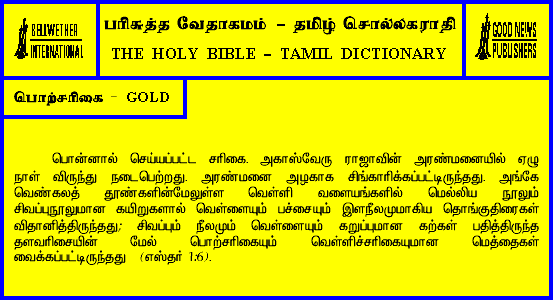 BELLWETHER
INTERNATIONAL
பரிசுத்த வேதாகமம் – தமிழ் சொல்லகராதி
THE HOLY BIBLE – TAMIL DICTIONARY
GOOD NEWS
PUBLISHERS
பொற்சரிகை – GOLD
பொன்னால் செய்யப்பட்ட சரிகை. அகாஸ்வேரு ராஜாவின் அரண்மனையில் ஏழு
நாள் விருந்து நடைபெற்றது. அரண்மனை அழகாக சிங்காரிக்கப்பட்டிருந்தது. அங்கே
வெண்கலத் தூண்களின்மேலுள்ள வெள்ளி வளையங்களில் மெல்லிய நூலும்
சிவப்புநூலுமான கயிறுகளால் வெள்ளையும் பச்சையும் இளநீலமுமாகிய தொங்குதிரைகள்
விதானித்திருந்தது; சிவப்பும் நீலமும் வெள்ளையும் கறுப்புமான கற்கள் பதித்திருந்த
தளவரிசையின் மேல் பொற்சரிகையும் வெள்ளிச்சரிகையுமான மெத்தைகள்
வைக்கப்பட்டிருந்தது (எஸ்தர் 1:6).